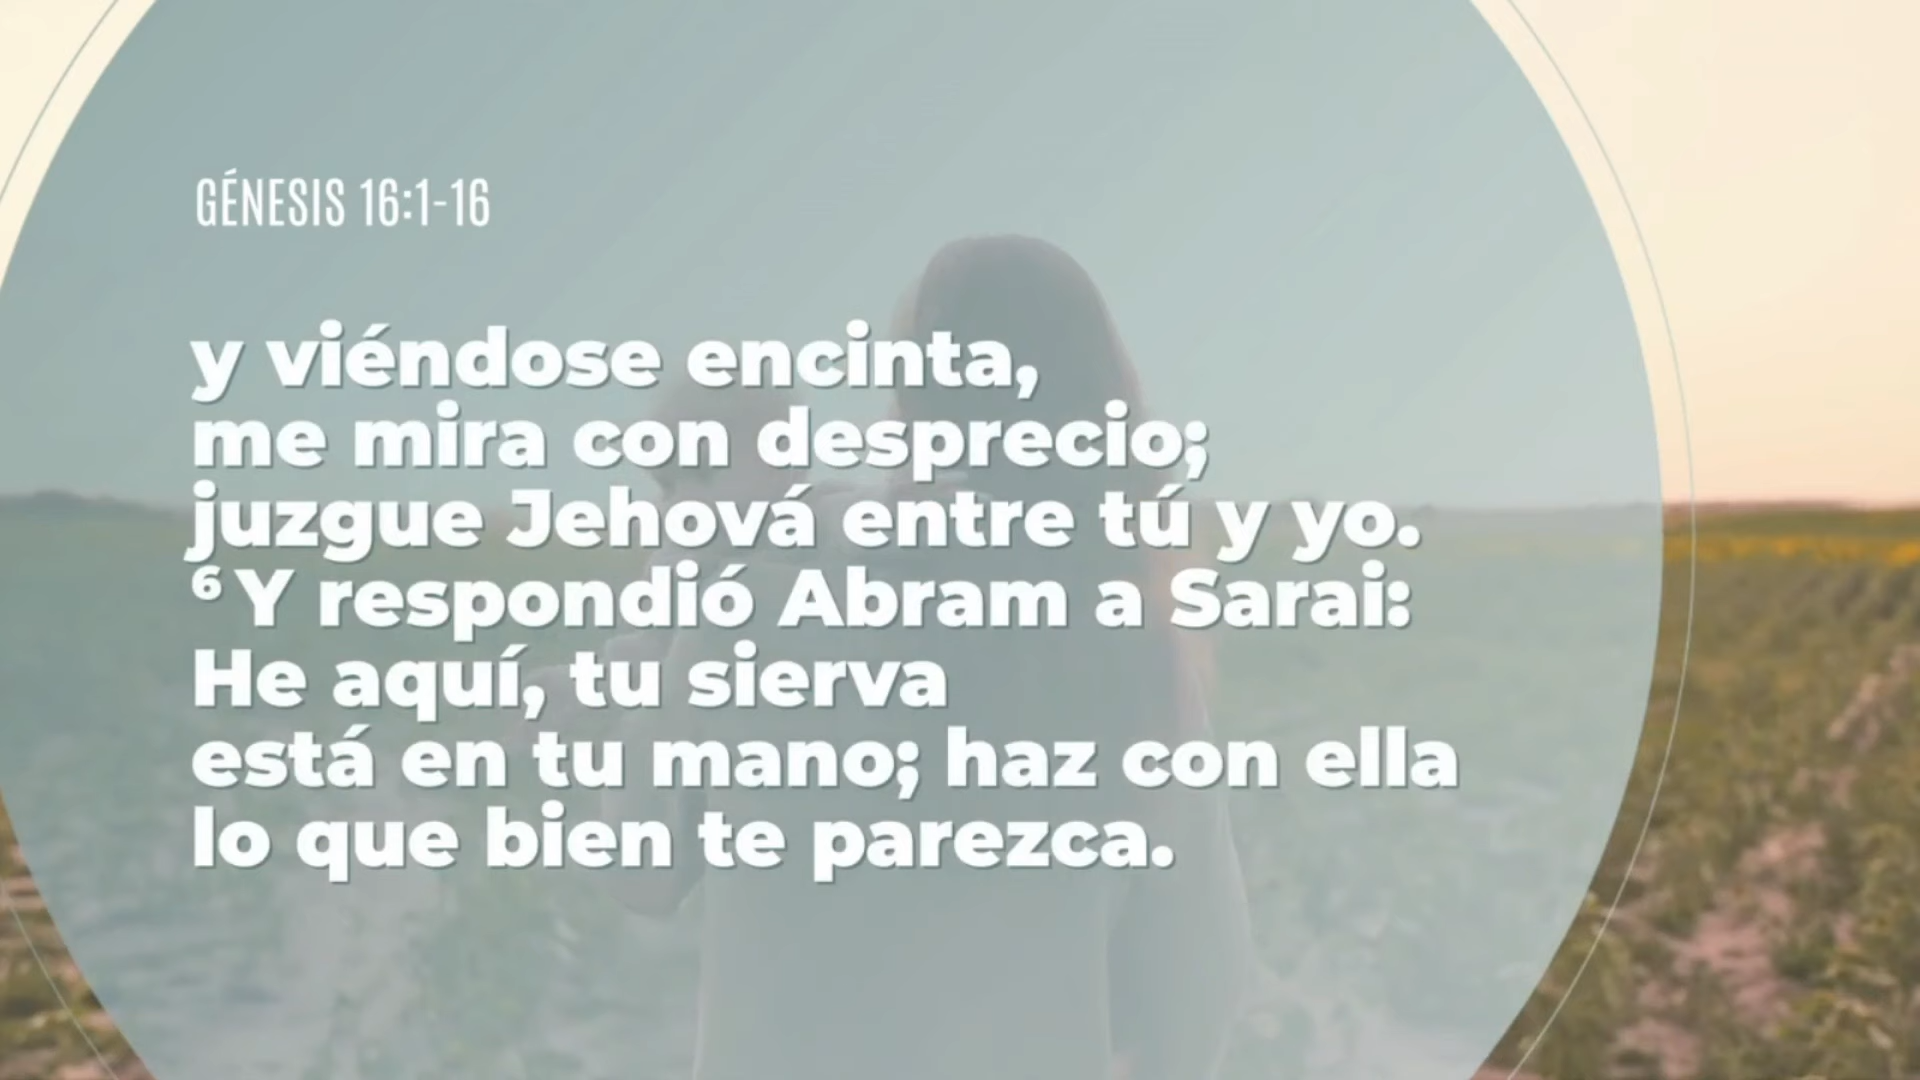 GÉNESIS 16:1-16
y viéndose encinta,
me mira con desprecio;
juzgue Jehová entre tú y yo.
⁶ Y respondió Abram a Sarai:
He aquí, tu sierva
está en tu mano; haz con ella
lo que bien te parezca.